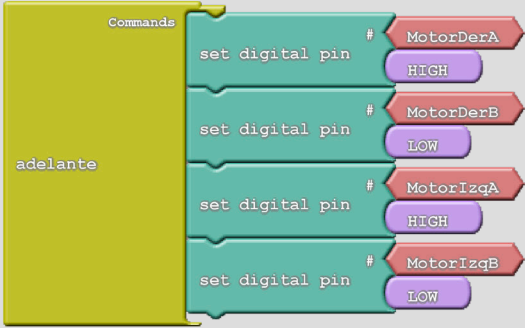 Commands
adelante
set digital pin # MotorDerA
HIGH
set digital pin # MotorDerB
LOW
set digital pin # MotorIzqA
HIGH
set digital pin # MotorIzqB
LOW